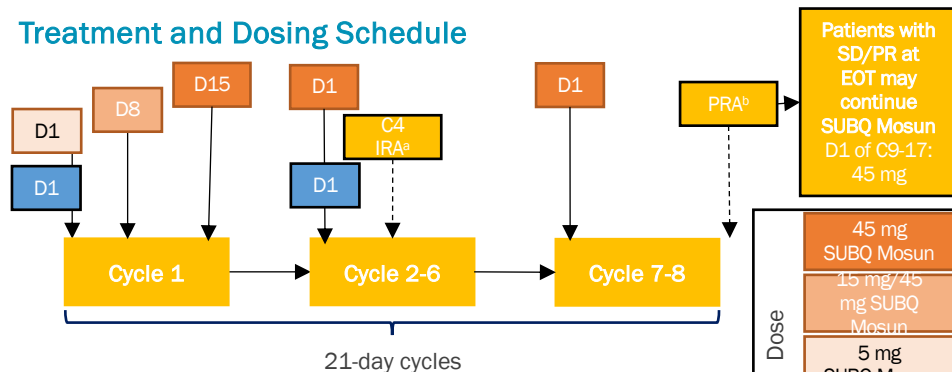 Treatment and Dosing Schedule
D1
D1
D8
D15
D1
D1
C4
IRAᵃ
D1
PRAᵇ
Patients with
SD/PR at
EOT may
continue
SUBQ Mosun
D1 of C9-17:
45 mg
Cycle 1
Cycle 2-6
Cycle 7-8
21-day cycles
Dose
45 mg
SUBQ Mosun
15 mg/45
mg SUBQ
Mosun
5 mg